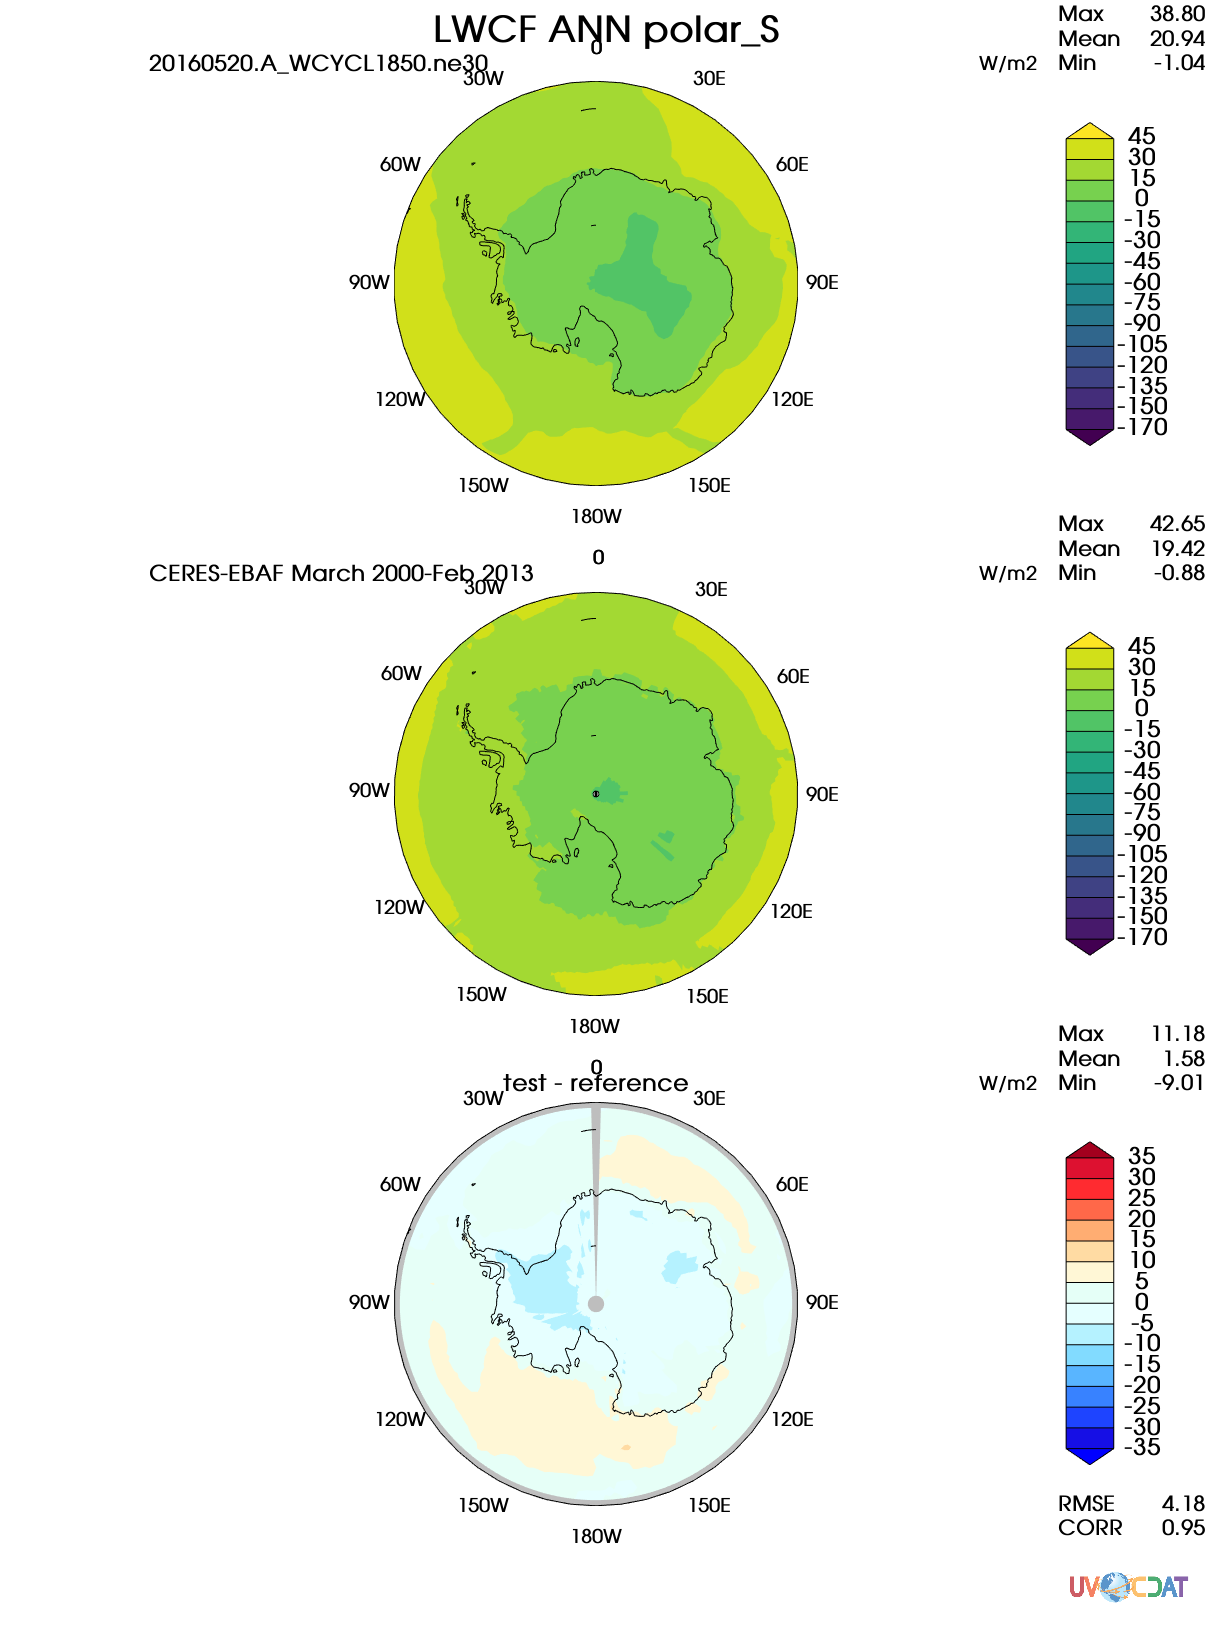 LWCF ANN polar_S
20160520.A_WCYCL1850.ne30
W/m2
Max 38.80
Mean 20.94
Min -1.04
0
30W 30E
60W 60E
90W 90E
120W 120E
150W 150E
180W
45
30
15
0
-15
-30
-45
-60
-75
-90
-105
-120
-135
-150
-170
CERES-EBAF March 2000-Feb 2013
W/m2
Max 42.65
Mean 19.42
Min -0.88
0
30W 30E
60W 60E
90W 90E
120W 120E
150W 150E
180W
45
30
15
0
-15
-30
-45
-60
-75
-90
-105
-120
-135
-150
-170
test - reference
W/m2
Max 11.18
Mean 1.58
Min -9.01
0
30W 30E
60W 60E
90W 90E
120W 120E
150W 150E
180W
35
30
25
20
15
10
5
0
-5
-10
-15
-20
-25
-30
-35
RMSE 4.18
CORR 0.95
UV CDAT